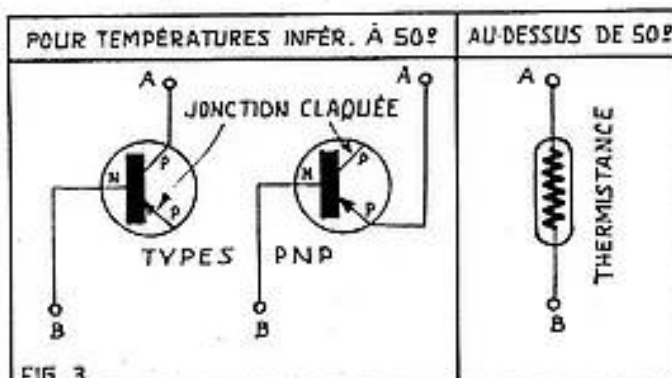 POUR TEMPÉRATURES INFÉR. À 50º
AU-DESSUS DE 50º
A
A
A
JONCTION CLAQUÉE
P
P
N
N
P
P
TYPES PNP
THERMISTANCE
B
B
B
FIG. 3